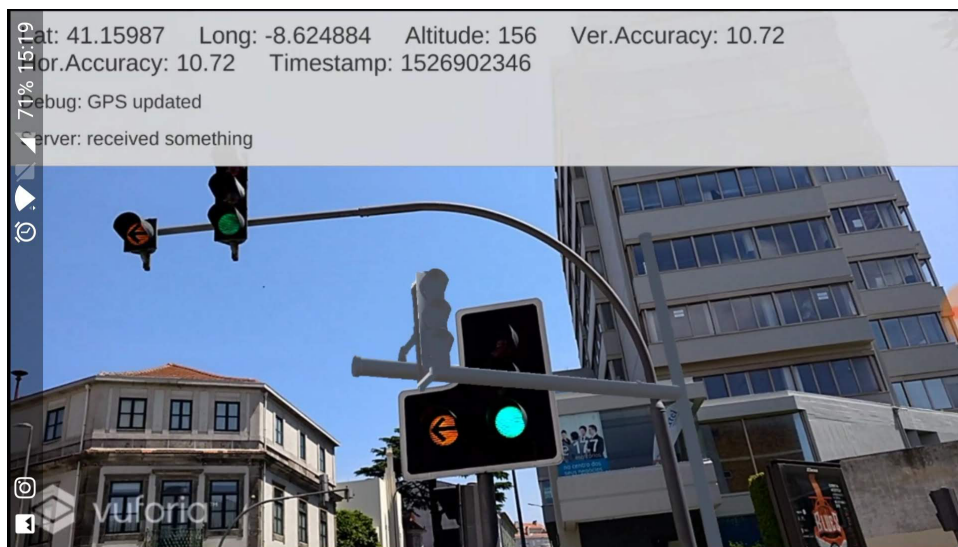 Lat: 41.15987 Long: -8.624884 Altitude: 156 Ver.Accuracy: 10.72
Hor.Accuracy: 10.72 Timestamp: 1526902346
Debug: GPS updated
Server: received something
71% 15:19
vuforia
177